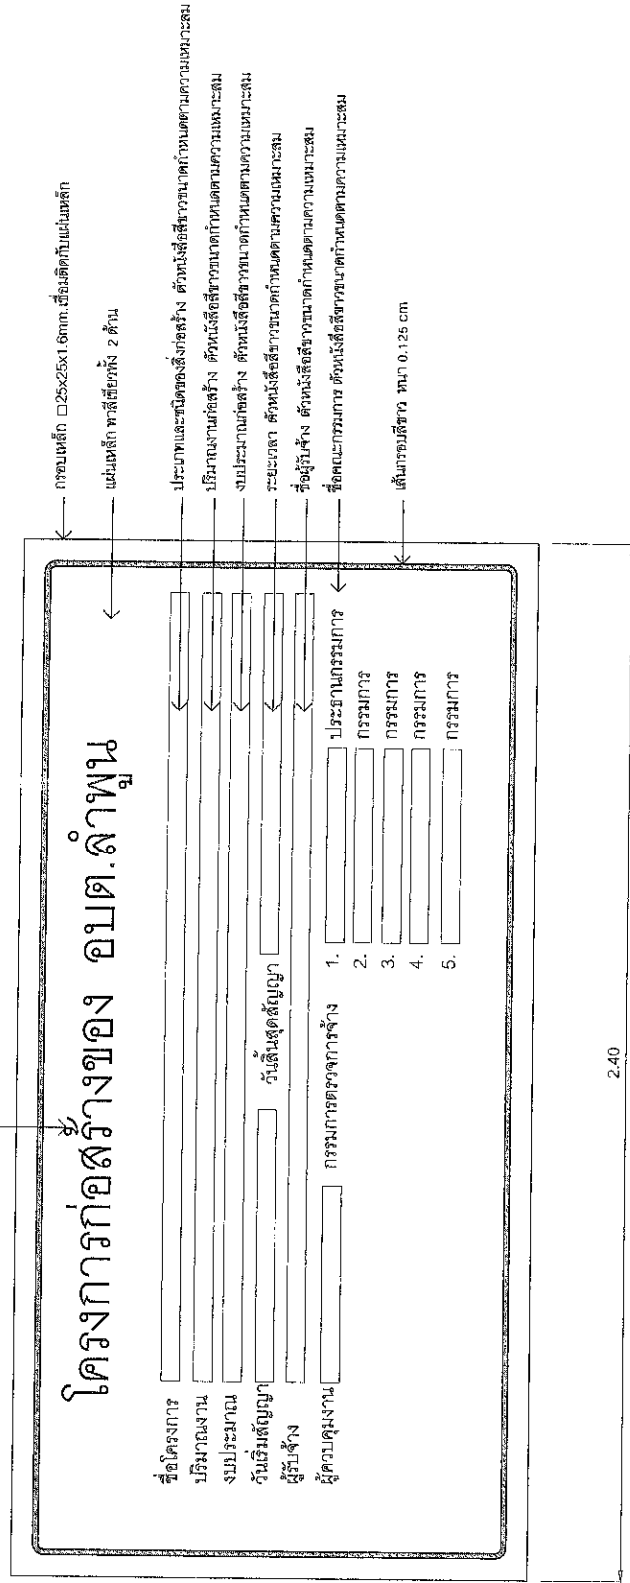 โครงการก่อสร้างของ อบต.ลำพูน
ชื่อโครงการ
ปริมาณงาน
งบประมาณ
วันเริ่มสัญญา วันสิ้นสุดสัญญา
ผู้รับจ้าง
ผู้ควบคุมงาน กรรมการตรวจการจ้าง 1. ประธานกรรมการ
2. กรรมการ
3. กรรมการ
4. กรรมการ
5. กรรมการ
กรอบเหล็ก □25x25x1.6mm.เชื่อมติดกับแผ่นเหล็ก
แผ่นเหล็ก ทาสีเขียวทั้ง 2 ด้าน
ประเภทและชนิดของสิ่งก่อสร้าง ตัวหนังสือสีขาวขนาดกำหนดตามความเหมาะสม
ปริมาณงานก่อสร้าง ตัวหนังสือสีขาวขนาดกำหนดตามความเหมาะสม
งบประมาณก่อสร้าง ตัวหนังสือสีขาวขนาดกำหนดตามความเหมาะสม
ระยะเวลา ตัวหนังสือสีขาวขนาดกำหนดตามความเหมาะสม
ชื่อผู้รับจ้าง ตัวหนังสือสีขาวขนาดกำหนดตามความเหมาะสม
ชื่อคณะกรรมการ ตัวหนังสือสีขาวขนาดกำหนดตามความเหมาะสม
เส้นกรอบสีขาว หนา 0.125 cm
2.40